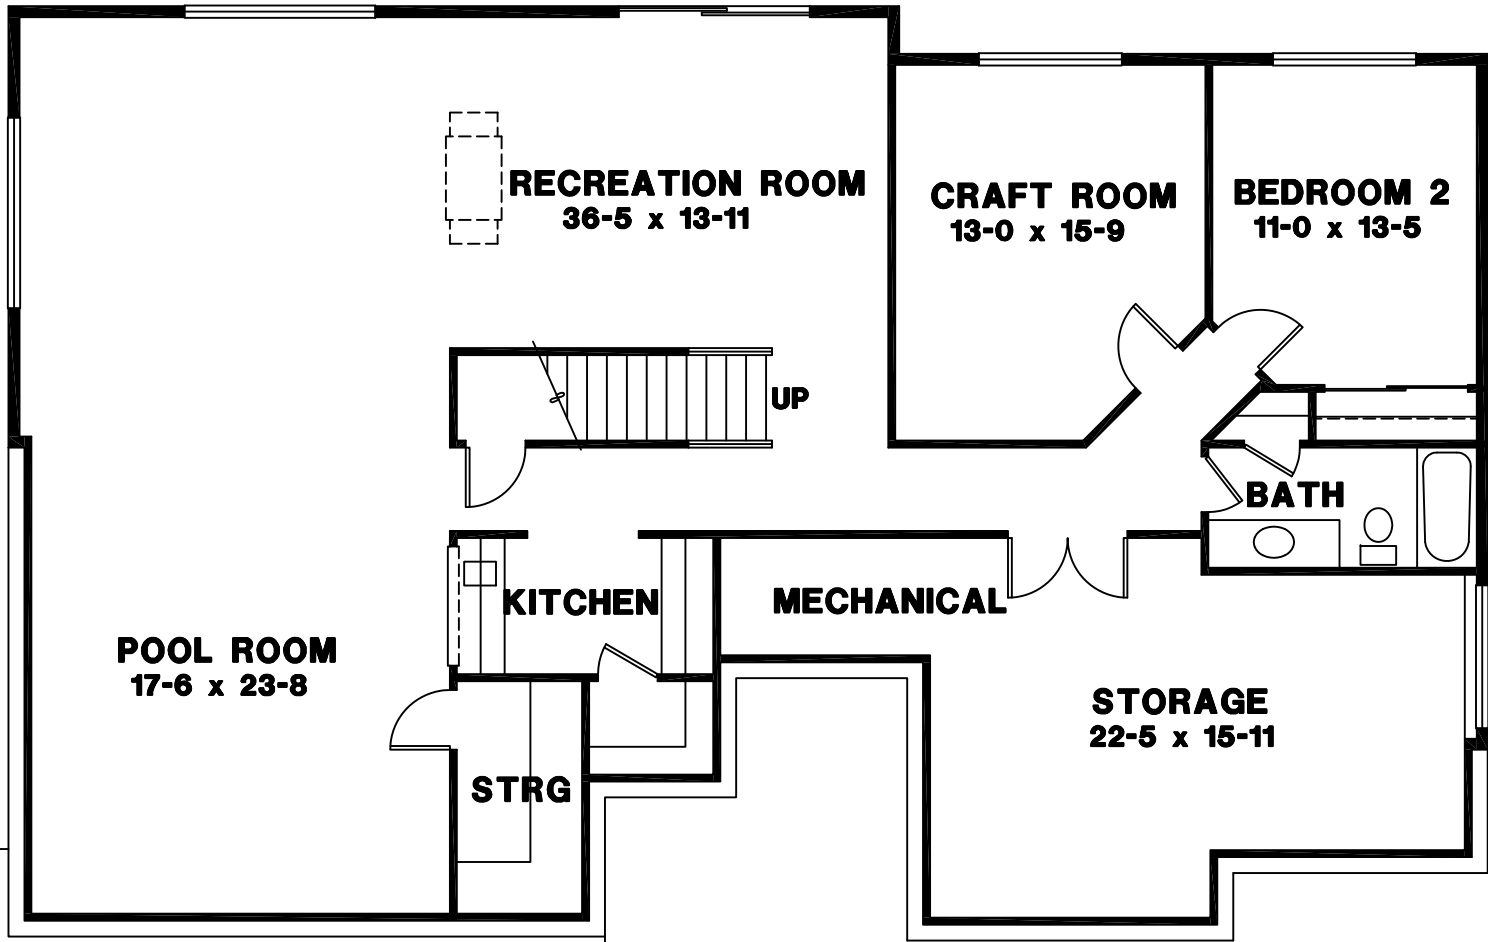 RECREATION ROOM
36-5 x 13-11
CRAFT ROOM
13-0 x 15-9
BEDROOM 2
11-0 x 13-5
UP
BATH
KITCHEN
MECHANICAL
POOL ROOM
17-6 x 23-8
STORAGE
22-5 x 15-11
STRG